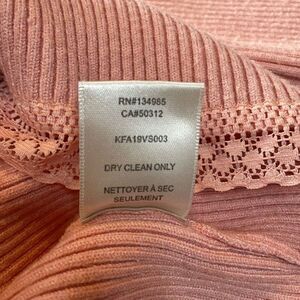 RN#134985
CA#50312
KFA19VS003
DRY CLEAN ONLY
NETTOYER À SEC
SEULEMENT